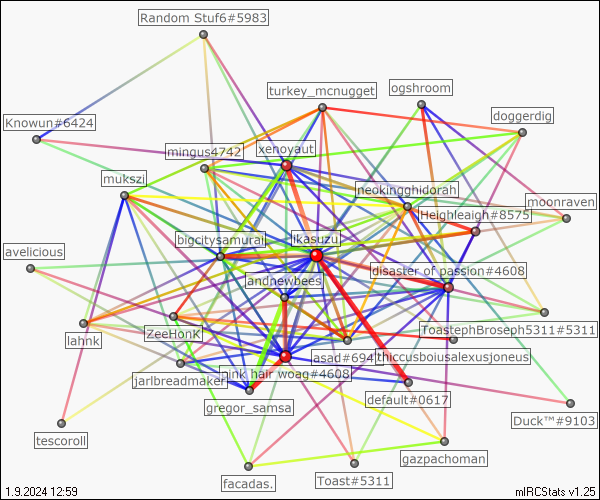 Random Stuf6#5983
turkey_mcnugget
ogshroom
doggerdig
Knowun#6424
mingus4742
xenoyaut
mukszi
neokingghidorah
moonraven
Heighleaigh#8575
bigcitysamurai
ikasuzu
avelicious
disaster of passion#4608
andnewbees
lahnk
ZeeHonK
ToastephBroseph5311#5311
asad#694
thiccusboiusalexusjoneus
jarlbreadmaker
pink hair woag#4608
default#0617
gregor_samsa
Duck™#9103
tescoroll
gazpachoman
facadas.
Toast#5311
1.9.2024 12:59
mIRCStats v1.25